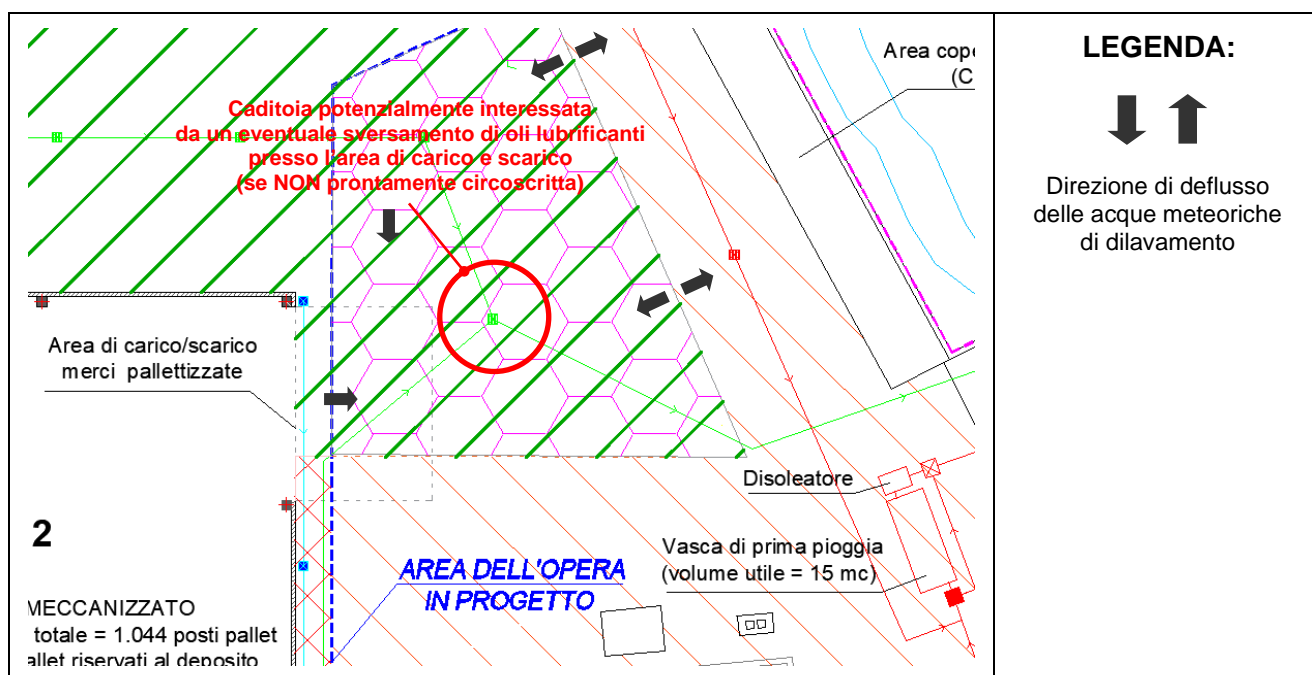 Area cope
(C
Caditoia potenzialmente interessata
da un eventuale sversamento di oli lubrificanti
presso l'area di carico e scarico
(se NON prontamente circoscritta)
Area di carico/scarico
merci pallettizzate
Disoleatore
Vasca di prima pioggia
(volume utile = 15 mc)
2
AREA DELL'OPERA
IN PROGETTO
MECCANIZZATO
totale = 1.044 posti pallet
allet riservati al deposito
LEGENDA:
Direzione di deflusso
delle acque meteoriche
di dilavamento